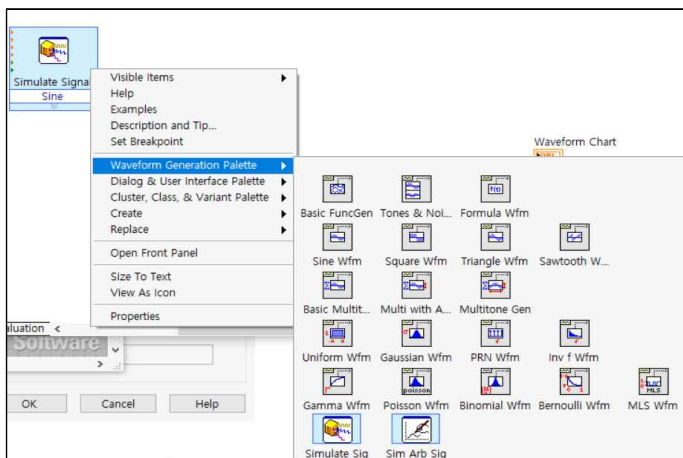 Simulate Signal
Sine
Visible Items
Help
Examples
Description and Tip...
Set Breakpoint
Waveform Generation Palette
Dialog & User Interface Palette
Cluster, Class, & Variant Palette
Create
Replace
Open Front Panel
Size To Text
View As Icon
Properties
Waveform Chart
Basic FuncGen Tones & Noi... Formula Wfm
Sine Wfm Square Wfm Triangle Wfm Sawtooth W...
Basic Multit... Multi with A... Multitone Gen
Uniform Wfm Gaussian Wfm PRN Wfm Inv f Wfm
Gamma Wfm Poisson Wfm Binomial Wfm Bernoulli Wfm MLS Wfm
Simulate Sig Sim Arb Sig
aluation <
Software
OK Cancel Help